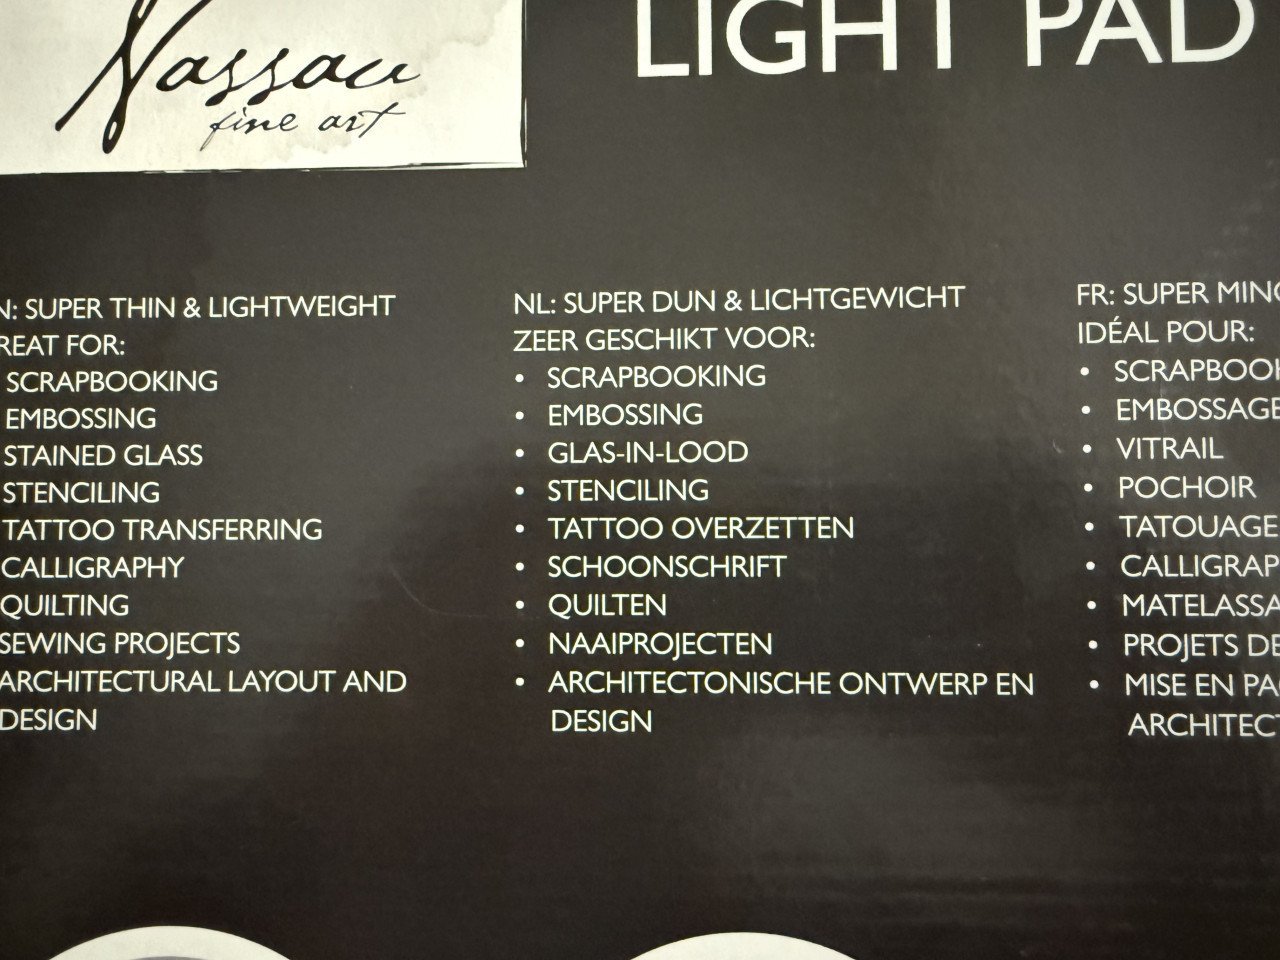 Nassau
fine art
LIGHT PAD
N: SUPER THIN & LIGHTWEIGHT
REAT FOR:
SCRAPBOOKING
EMBOSSING
STAINED GLASS
STENCILING
TATTOO TRANSFERRING
CALLIGRAPHY
QUILTING
SEWING PROJECTS
ARCHITECTURAL LAYOUT AND
DESIGN
NL: SUPER DUN & LICHTGEWICHT
ZEER GESCHIKT VOOR:
• SCRAPBOOKING
• EMBOSSING
• GLAS-IN-LOOD
• STENCILING
• TATTOO OVERZETTEN
• SCHOONSCHRIFT
• QUILTEN
• NAAIPROJECTEN
• ARCHITECTONISCHE ONTWERP EN
DESIGN
FR: SUPER MINC
IDÉAL POUR:
• SCRAPBOOK
• EMBOSSAGE
• VITRAIL
• POCHOIR
• TATOUAGE
• CALLIGRAP
• MATELASSA
• PROJETS DE
• MISE EN PAG
ARCHITECT